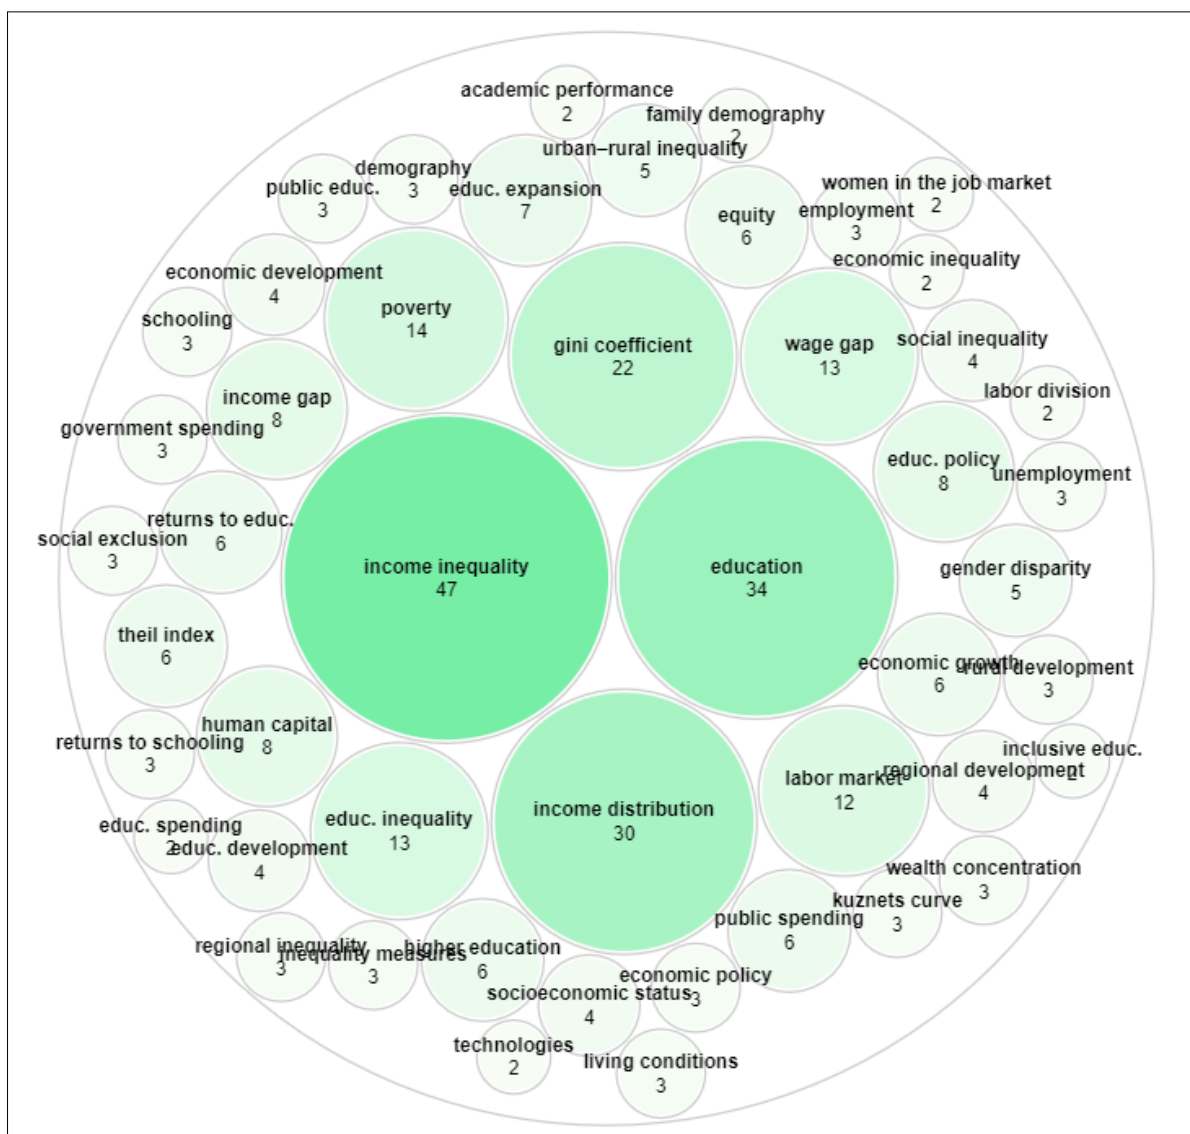 academic performance
2
family demography
2
urban–rural inequality
5
demography
3
public educ.
3
educ. expansion
7
women in the job market
2
employment
3
equity
6
economic inequality
2
economic development
4
poverty
14
schooling
3
gini coefficient
22
wage gap
13
social inequality
4
labor division
2
income gap
8
government spending
3
educ. policy
8
unemployment
3
returns to educ.
6
social exclusion
3
income inequality
47
education
34
gender disparity
5
theil index
6
economic growth
6
rural development
3
human capital
8
returns to schooling
3
inclusive educ.
2
regional development
4
labor market
12
income distribution
30
educ. inequality
13
educ. spending
2
educ. development
4
wealth concentration
3
kuznets curve
3
public spending
6
regional inequality
3
inequality measures
3
higher education
6
economic policy
3
socioeconomic status
4
technologies
2
living conditions
3